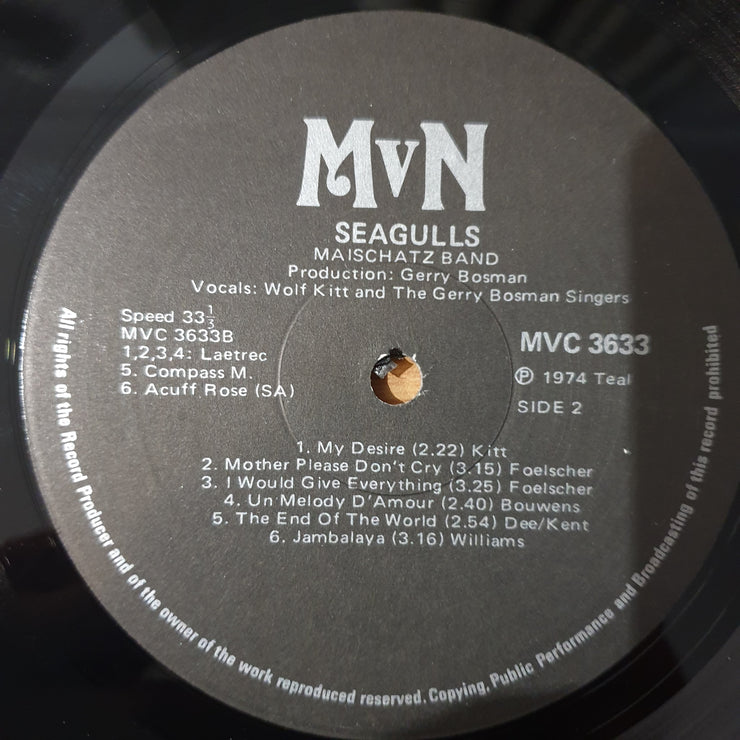 MVN
SEAGULLS
MAISCHATZ BAND
Production: Gerry Bosman
Vocals: Wolf Kitt and The Gerry Bosman Singers
Speed 33⅓
MVC 3633B
1,2,3,4: Laetrec
5. Compass M.
6. Acuff Rose (SA)
MVC 3633
Ⓟ 1974 Teal
SIDE 2
1. My Desire (2.22) Kitt
2. Mother Please Don't Cry (3.15) Foelscher
3. I Would Give Everything (3.25) Foelscher
4. Un Melody D'Amour (2.40) Bouwens
5. The End Of The World (2.54) Dee/Kent
6. Jambalaya (3.16) Williams
All rights of the Record Producer and of the owner of the work reproduced reserved. Copying, Public Performance and Broadcasting of this record prohibited